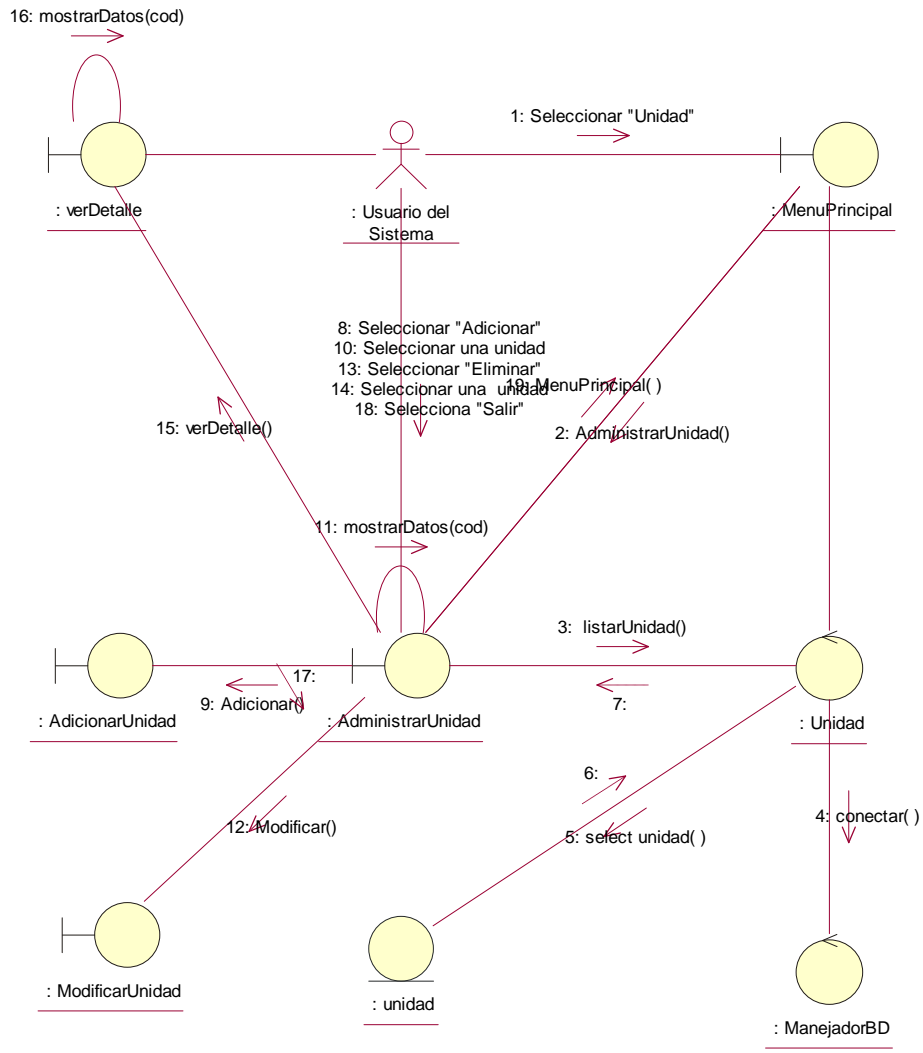 16: mostrarDatos(cod)
1: Seleccionar "Unidad"
: verDetalle
: Usuario del
Sistema
: MenuPrincipal
8: Seleccionar "Adicionar"
10: Seleccionar una unidad
13: Seleccionar "Eliminar"
14: Seleccionar una unidad
18: Selecciona "Salir"
19: MenuPrincipal( )
2: AdministrarUnidad()
15: verDetalle()
11: mostrarDatos(cod)
3: listarUnidad()
17:
9: Adicionar()
7:
: AdicionarUnidad
: AdministrarUnidad
: Unidad
6:
5: select unidad( )
12: Modificar()
4: conectar( )
: ModificarUnidad
: unidad
: ManejadorBD